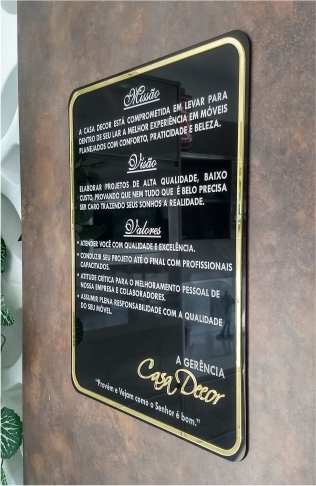 Missão
A CASA DECOR ESTÁ COMPROMETIDA EM LEVAR PARA
DENTRO DE SEU LAR A MELHOR EXPERIÊNCIA EM MÓVEIS
PLANEJADOS COM CONFORTO, PRATICIDADE E BELEZA.
Visão
ELABORAR PROJETOS DE ALTA QUALIDADE, BAIXO
CUSTO, PROVANDO QUE NEM TUDO QUE É BELO PRECISA
SER CARO TRAZENDO SEUS SONHOS A REALIDADE.
Valores
• ATENDER VOCÊ COM QUALIDADE E EXCELÊNCIA.
• CONDUZIR SEU PROJETO ATÉ O FINAL COM PROFISSIONAIS
CAPACITADOS.
• ATITUDE CRÍTICA PARA O MELHORAMENTO PESSOAL DE
NOSSA EMPRESA E COLABORADORES.
• ASSUMIR PLENA RESPONSABILIDADE COM A QUALIDADE
DO SEU MÓVEL.
A GERÊNCIA
Casa Decor
"Provém e Vejam como o Senhor é bom."